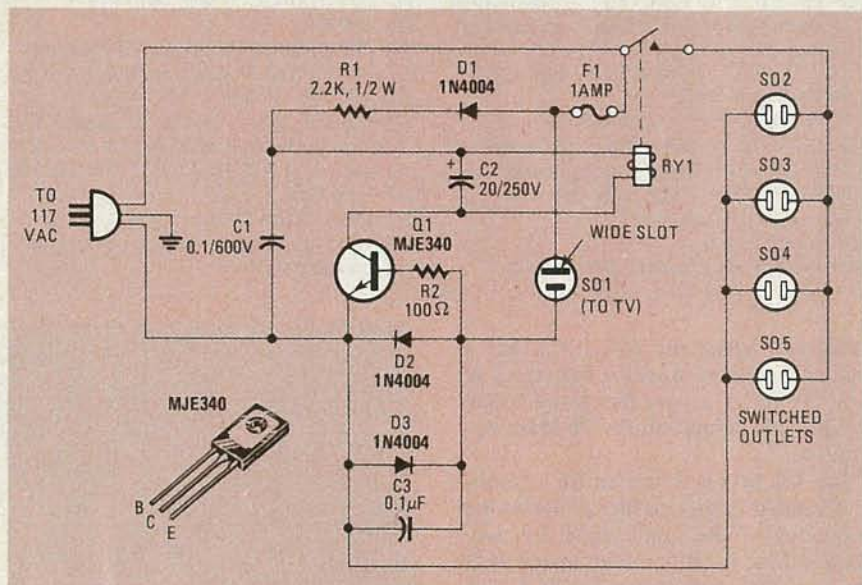 R1
2.2K, 1/2 W
D1
1N4004
F1
1AMP
SO2
SO3
SO4
SO5
SWITCHED
OUTLETS
TO
117
VAC
C1
0.1/600V
+
C2
20/250V
RY1
Q1
MJE340
R2
100Ω
WIDE SLOT
SO1
(TO TV)
D2
1N4004
D3
1N4004
C3
0.1µF
MJE340
B
C
E